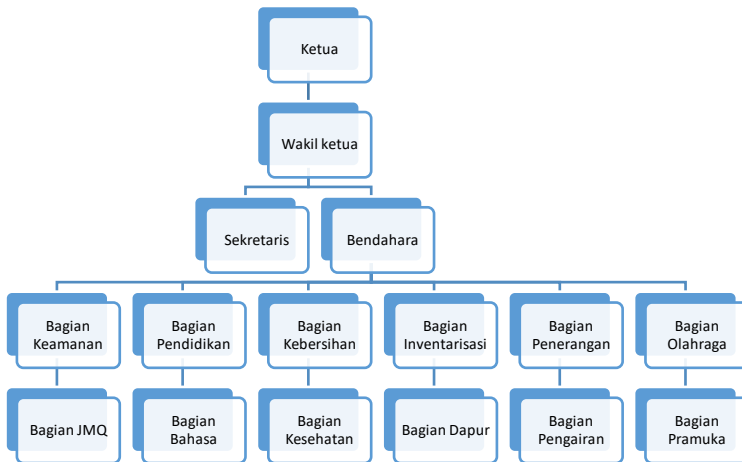 Ketua
Wakil ketua
Sekretaris
Bendahara
Bagian
Keamanan
Bagian
Pendidikan
Bagian
Kebersihan
Bagian
Inventarisasi
Bagian
Penerangan
Bagian
Olahraga
Bagian JMQ
Bagian
Bahasa
Bagian
Kesehatan
Bagian Dapur
Bagian
Pengairan
Bagian
Pramuka